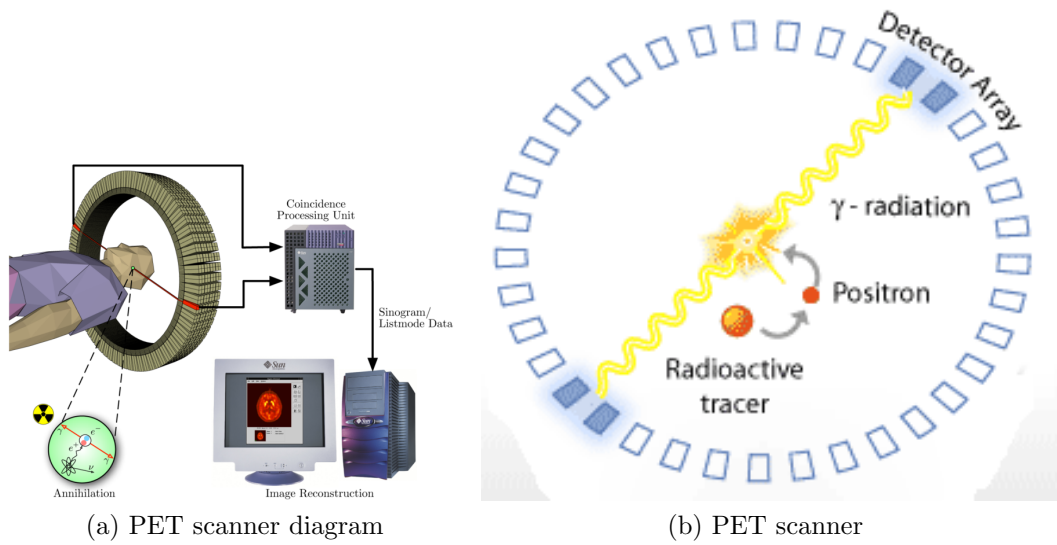 Coincidence
Processing Unit
Sinogram/
Listmode Data
Sun
γ
e⁻
e⁺
γ
ν
Annihilation
Image Reconstruction
(a) PET scanner diagram
Detector Array
γ - radiation
Positron
Radioactive
tracer
(b) PET scanner